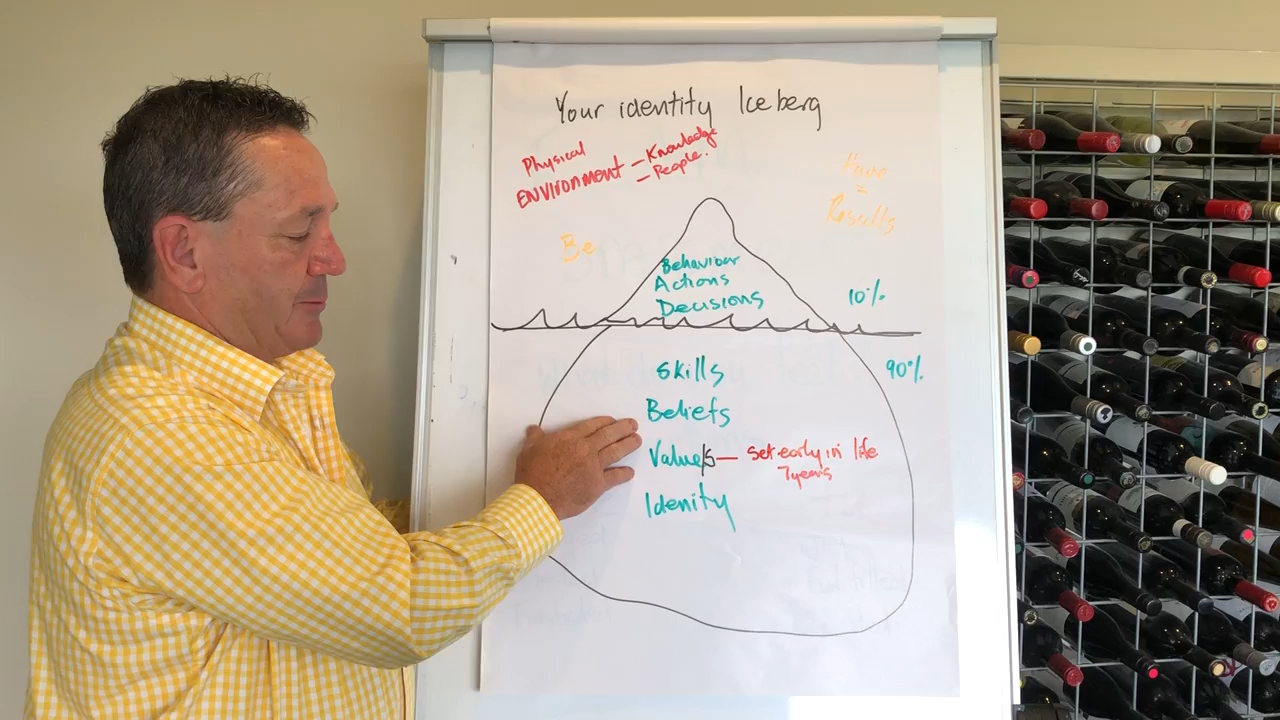 Your identity Iceberg
Physical
ENVIRONMENT – Knowledge
– People.
Have
=
Results
Be
Behaviour
Actions
Decisions
10%
Skills
90%
Beliefs
Value/s — set early in life
7years
Idenity